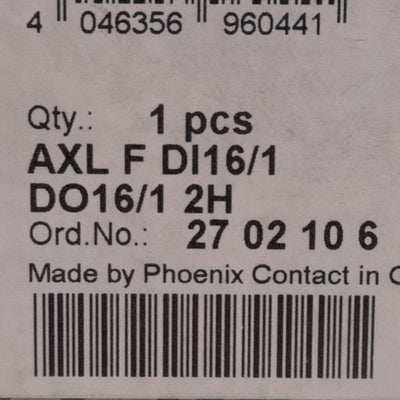 4 046356 960441
Qty.: 1 pcs
AXL F DI16/1
DO16/1 2H
Ord.No.: 27 02 10 6
Made by Phoenix Contact in